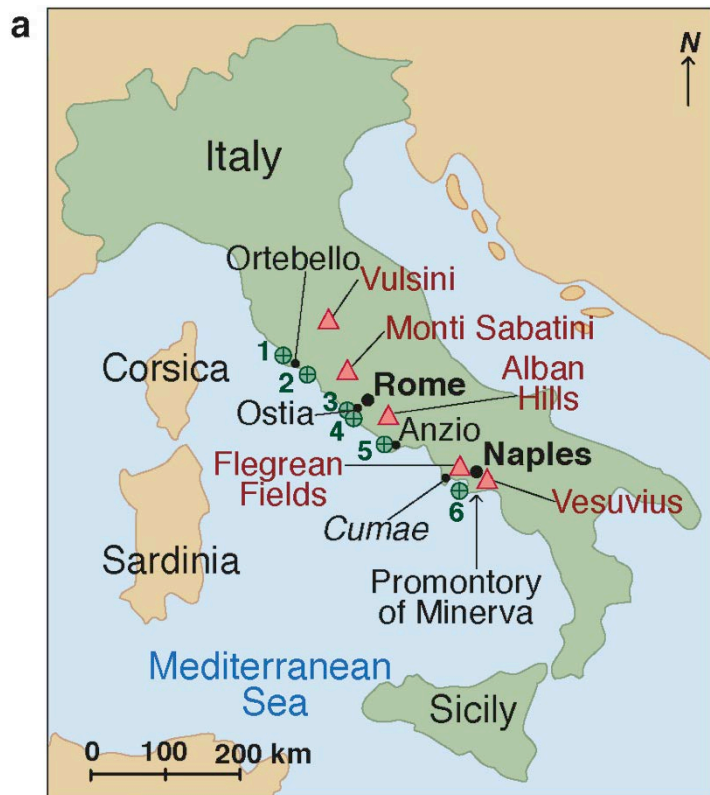 a
N
Italy
Ortebello
Vulsini
Monti Sabatini
1
Corsica
2
Rome
Alban
Hills
3
Ostia
4
Anzio
5
Flegrean
Fields
Naples
Vesuvius
6
Cumae
Sardinia
Promontory
of Minerva
Mediterranean
Sea
Sicily
0 100 200 km